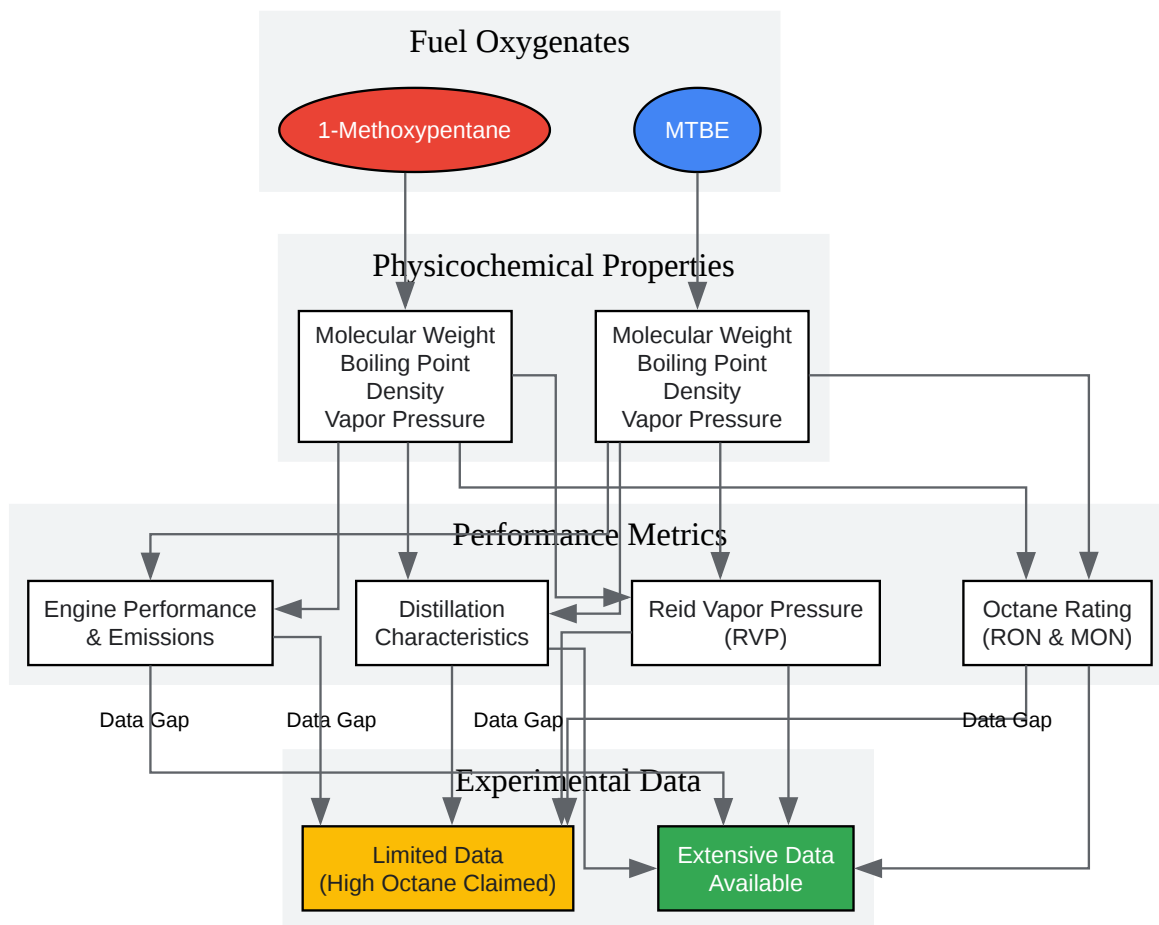 Fuel Oxygenates
1-Methoxypentane
MTBE
Physicochemical Properties
Molecular Weight
Boiling Point
Density
Vapor Pressure
Molecular Weight
Boiling Point
Density
Vapor Pressure
Performance Metrics
Engine Performance
& Emissions
Distillation
Characteristics
Reid Vapor Pressure
(RVP)
Octane Rating
(RON & MON)
Data Gap
Data Gap
Data Gap
Data Gap
Experimental Data
Limited Data
(High Octane Claimed)
Extensive Data
Available